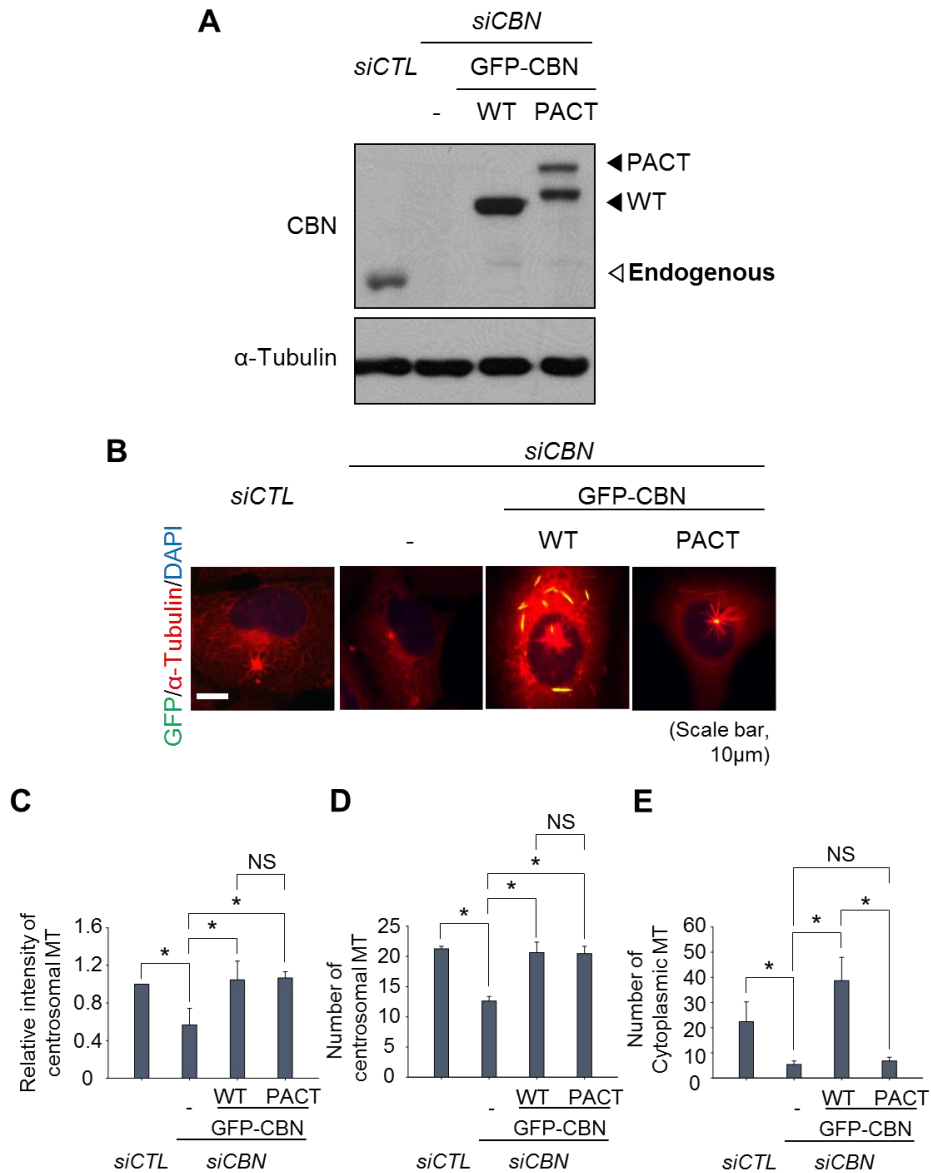 A
siCBN
siCTL
GFP-CBN
- WT PACT
CBN
◀PACT
◀WT
◁Endogenous
α-Tubulin
B
siCBN
siCTL
GFP-CBN
- WT PACT
GFP/α-Tubulin/DAPI
(Scale bar,
10µm)
C
Relative intensity of
centrosomal MT
1.6
1.2
0.8
0.4
0
* * * NS
- WT PACT
GFP-CBN
siCTL siCBN
D
Number of
centrosomal MT
25
20
15
10
5
0
* * * NS
- WT PACT
GFP-CBN
siCTL siCBN
E
Number of
Cytoplasmic MT
60
50
40
30
20
10
0
* * * NS
- WT PACT
GFP-CBN
siCTL siCBN